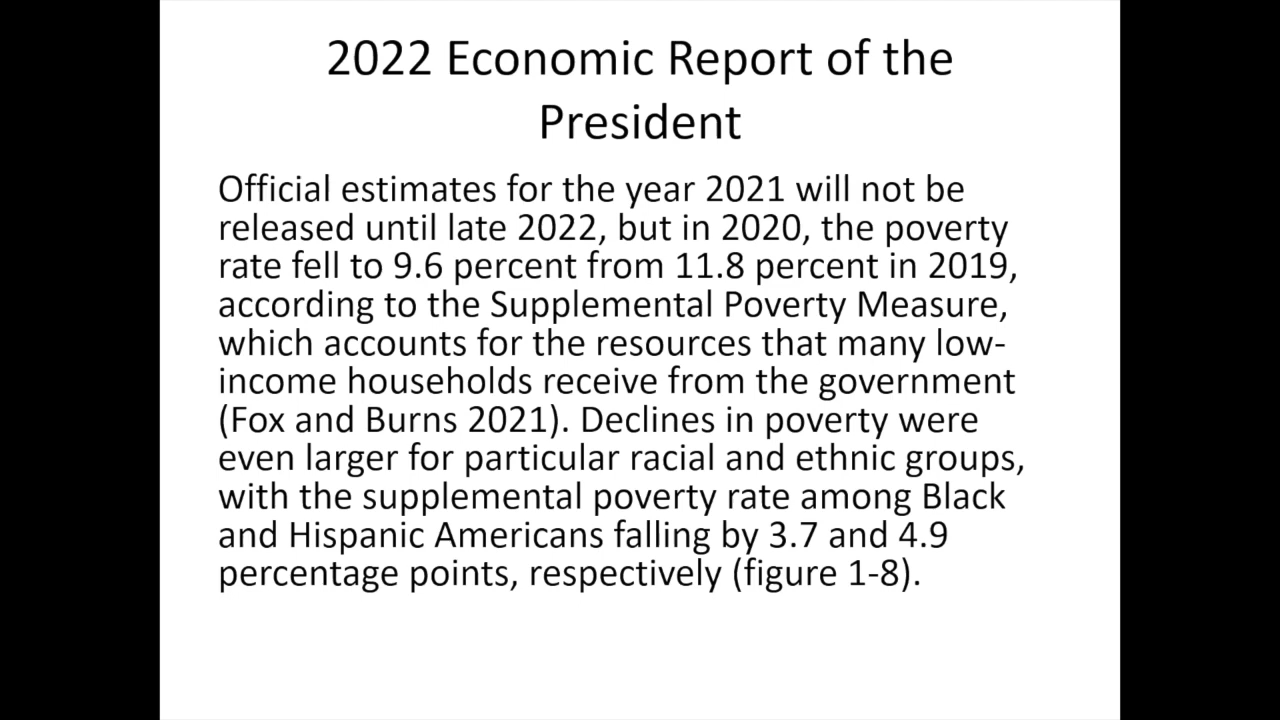 2022 Economic Report of the
President
Official estimates for the year 2021 will not be
released until late 2022, but in 2020, the poverty
rate fell to 9.6 percent from 11.8 percent in 2019,
according to the Supplemental Poverty Measure,
which accounts for the resources that many low-
income households receive from the government
(Fox and Burns 2021). Declines in poverty were
even larger for particular racial and ethnic groups,
with the supplemental poverty rate among Black
and Hispanic Americans falling by 3.7 and 4.9
percentage points, respectively (figure 1-8).